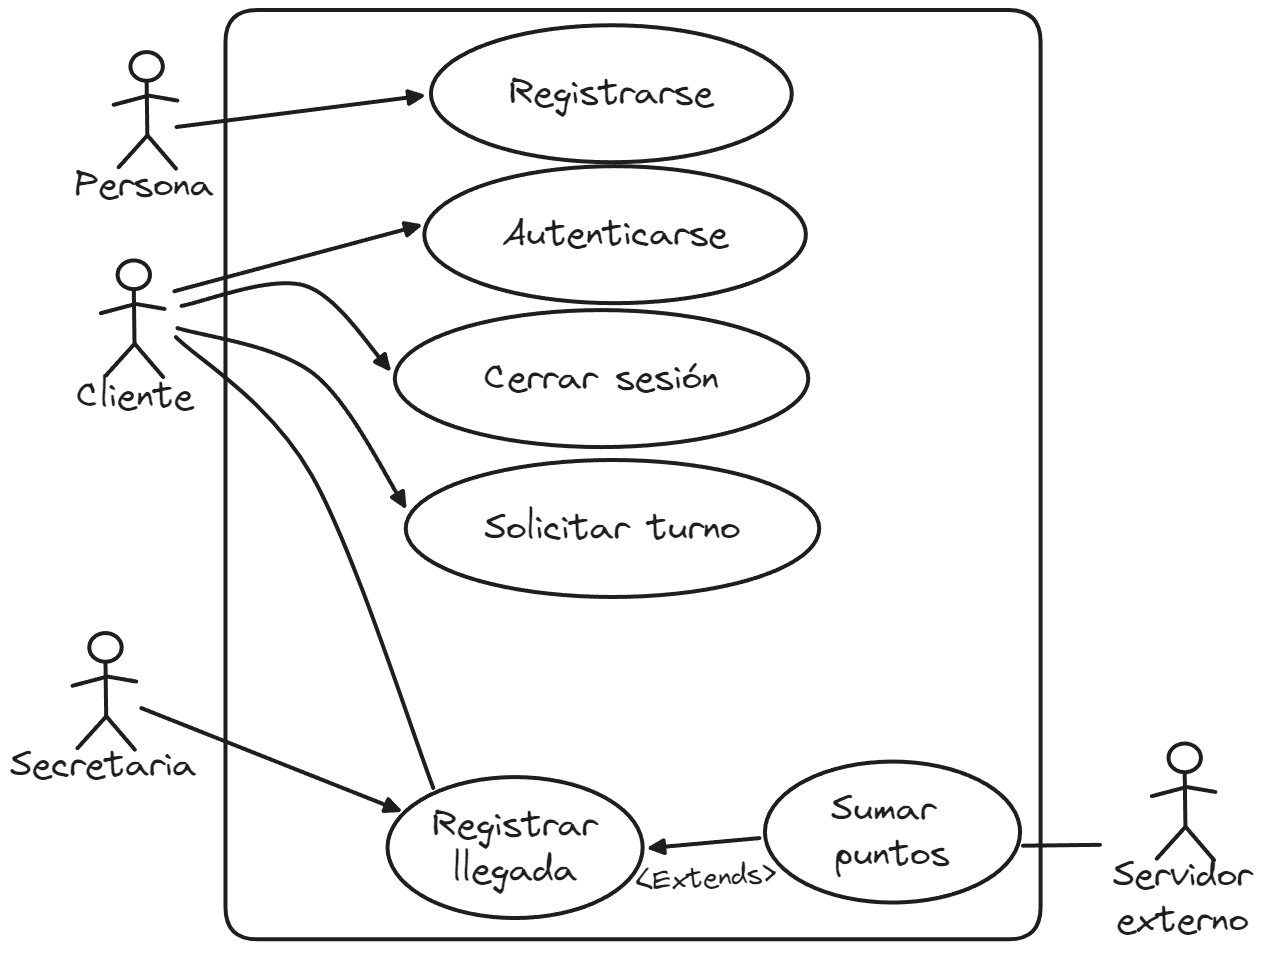 Registrarse
Persona
Autenticarse
Cliente
Cerrar sesión
Solicitar turno
Secretaria
Registrar
llegada
<Extends>
Sumar
puntos
Servidor
externo